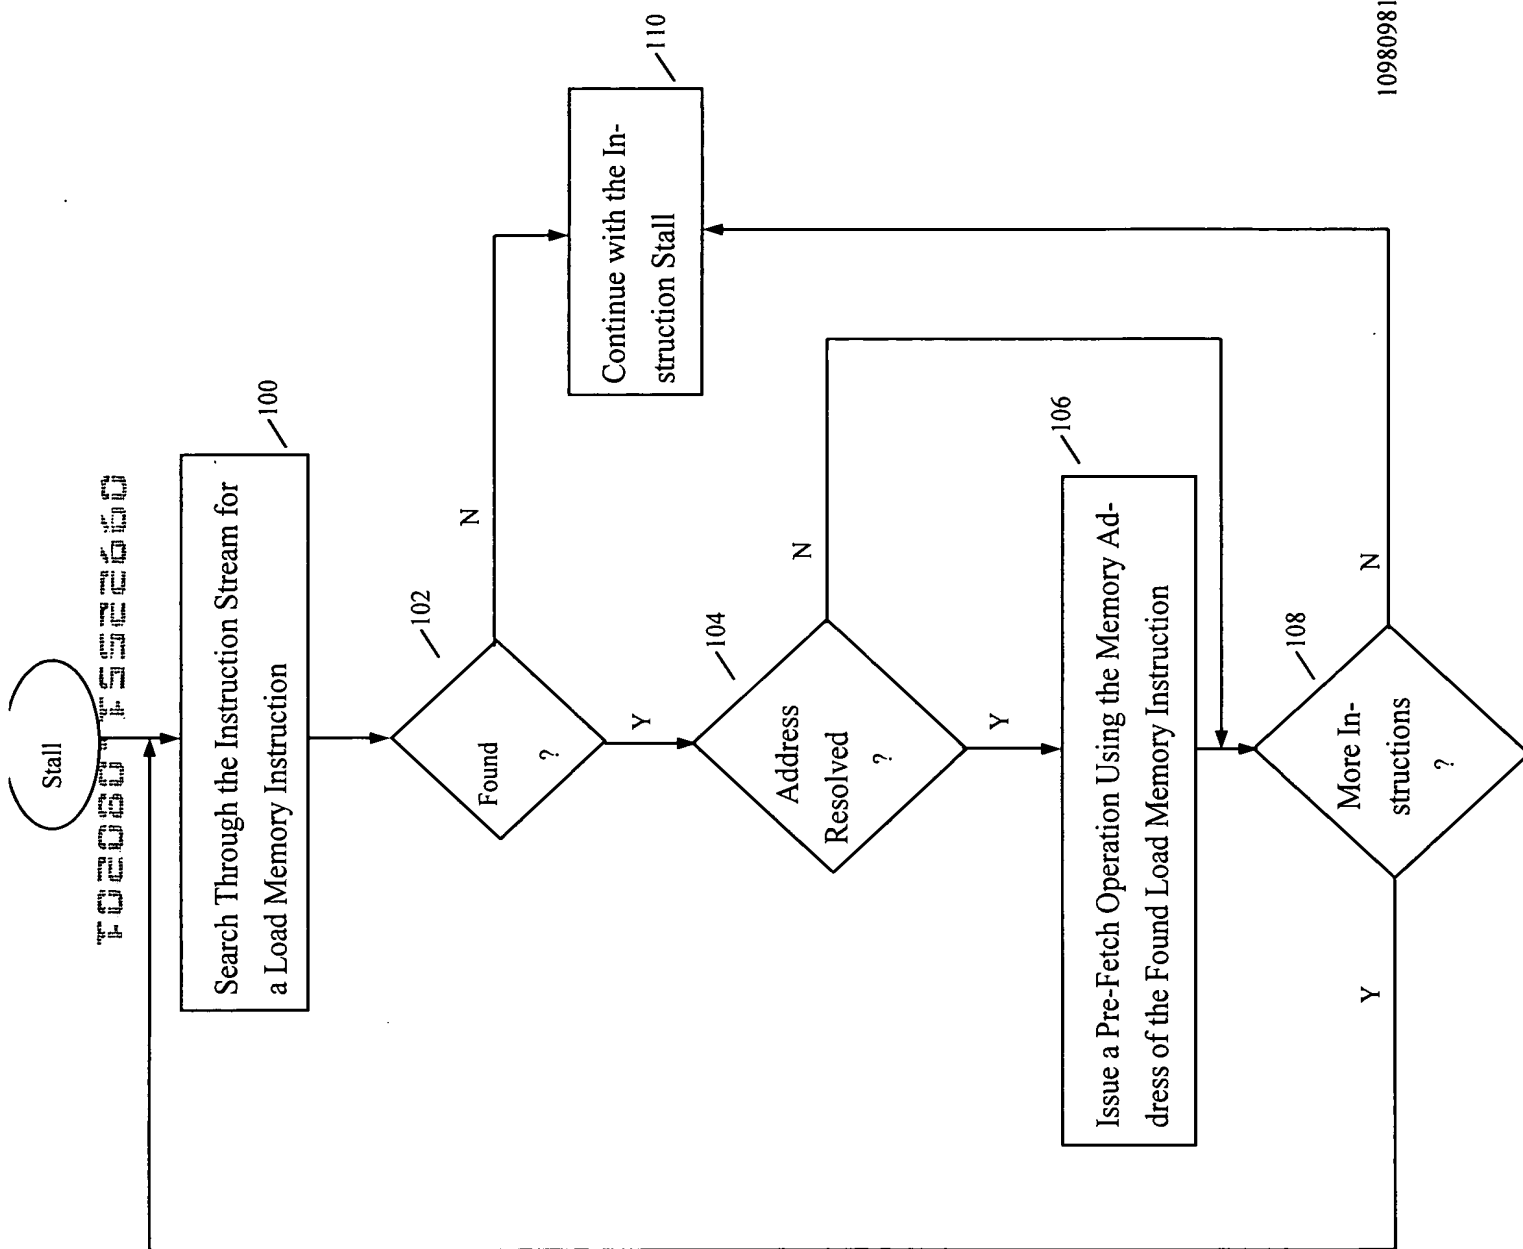 Stall
Search Through the Instruction Stream for
a Load Memory Instruction
100
Found
?
102
N
Y
Continue with the In-
struction Stall
110
Address
Resolved
?
104
N
Y
Issue a Pre-Fetch Operation Using the Memory Ad-
dress of the Found Load Memory Instruction
106
More In-
structions
?
108
N
Y
10980981